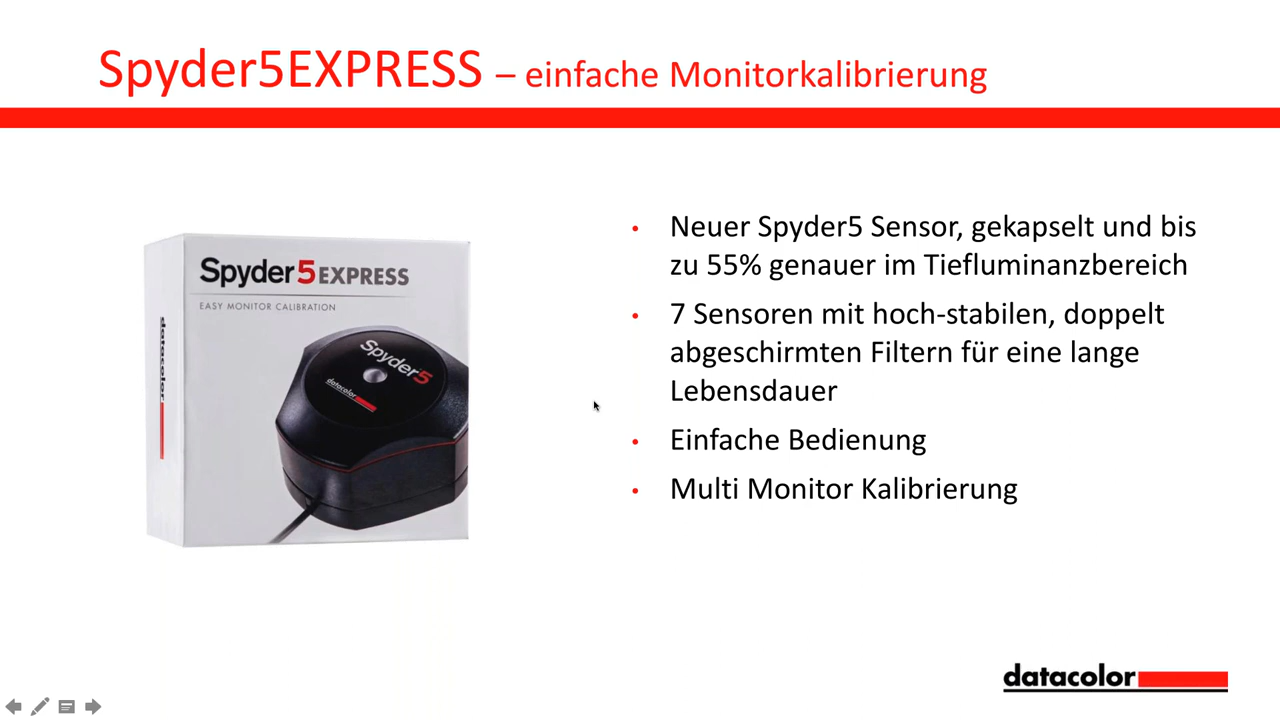 Spyder5EXPRESS – einfache Monitorkalibrierung
Spyder5EXPRESS
EASY MONITOR CALIBRATION
datacolor
Spyder5
datacolor
• Neuer Spyder5 Sensor, gekapselt und bis
zu 55% genauer im Tiefluminanzbereich
• 7 Sensoren mit hoch-stabilen, doppelt
abgeschirmten Filtern für eine lange
Lebensdauer
• Einfache Bedienung
• Multi Monitor Kalibrierung
datacolor